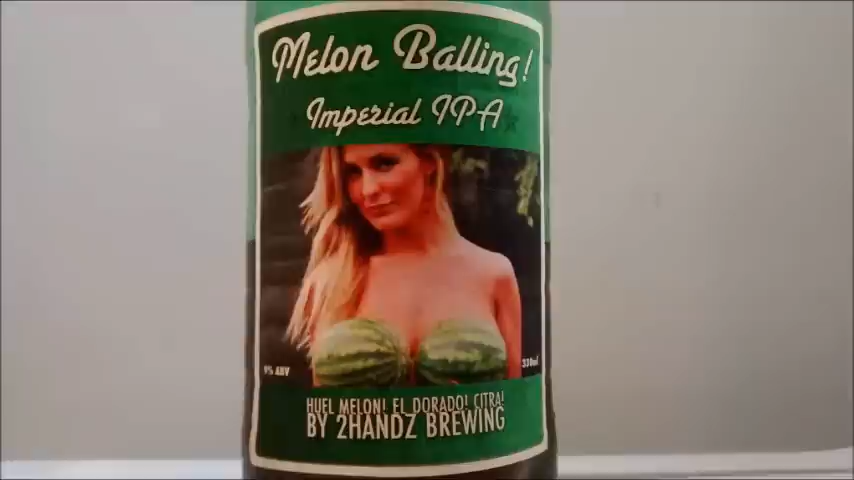 Melon Balling!
Imperial IPA
9% ABV
330ml
HUEL MELON! EL DORADO! CITRA!
BY 2HANDZ BREWING